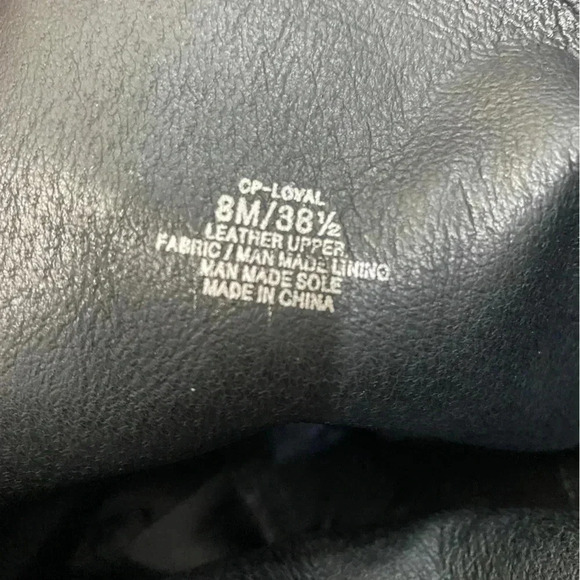 CP-LOYAL
8M/38½
LEATHER UPPER
FABRIC / MAN MADE LINING
MAN MADE SOLE
MADE IN CHINA